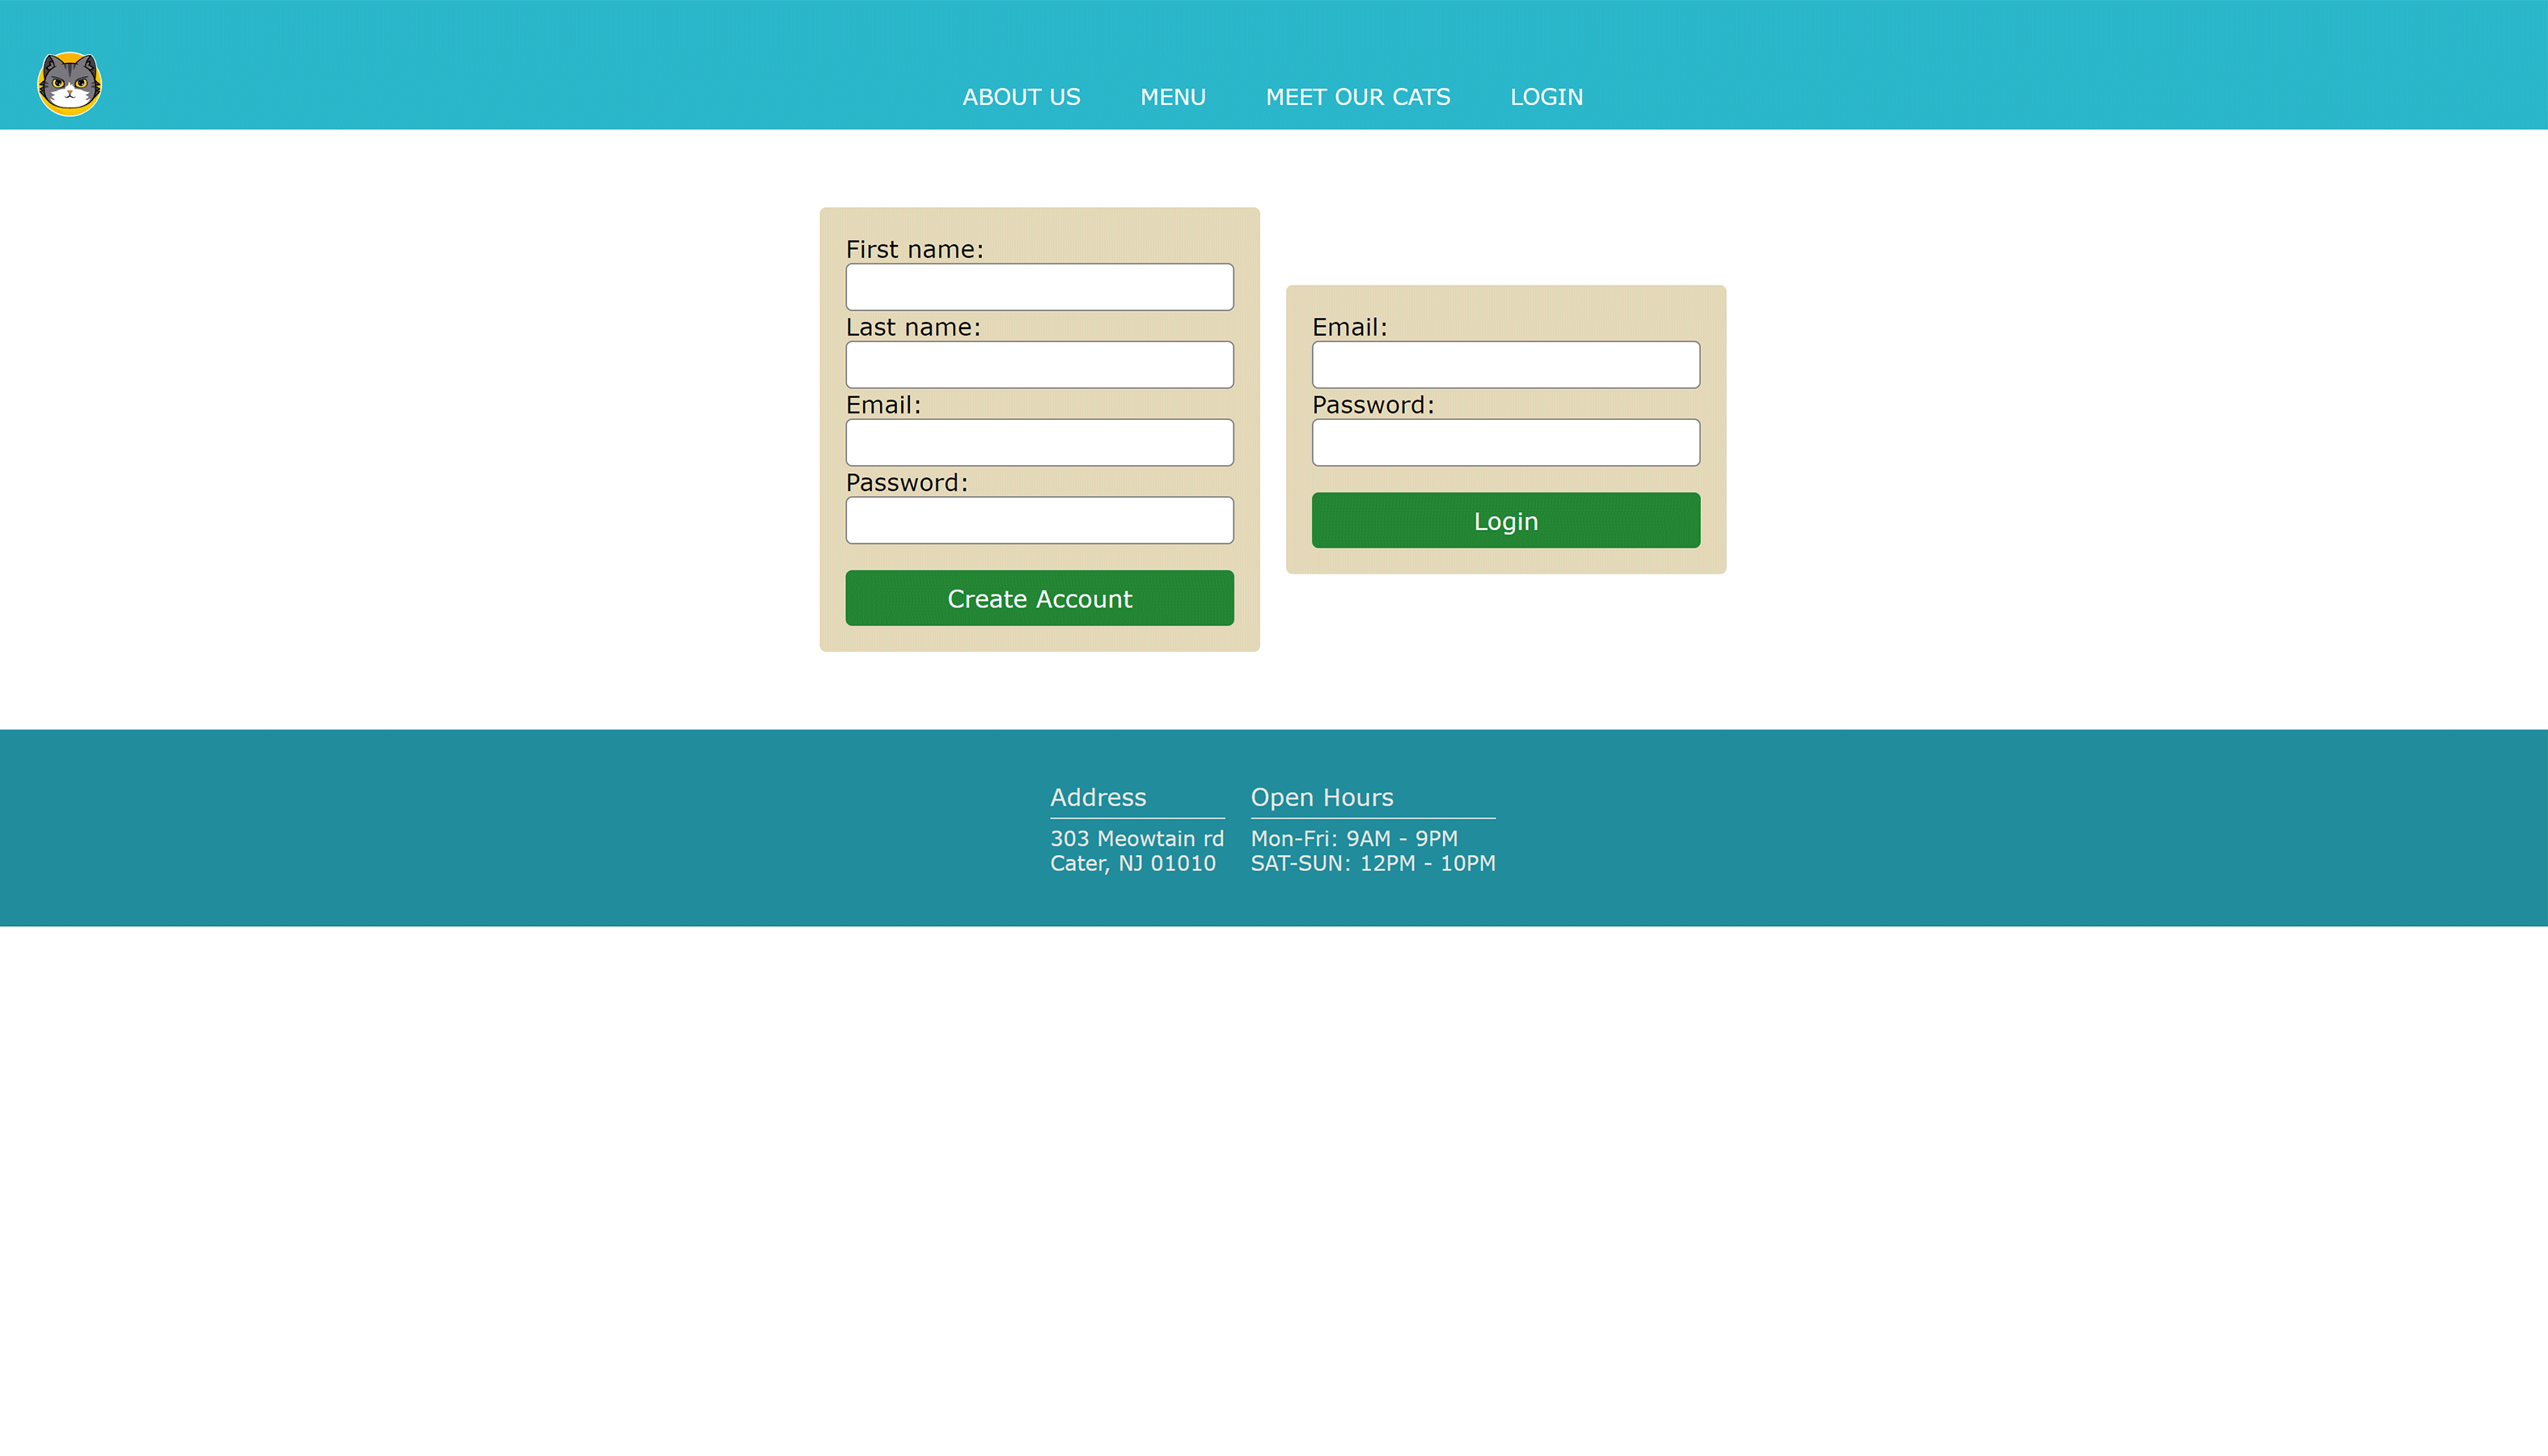 ABOUT US
MENU
MEET OUR CATS
LOGIN
First name:
Last name:
Email:
Password:
Create Account
Email:
Password:
Login
Address
303 Meowtain rd
Cater, NJ 01010
Open Hours
Mon-Fri: 9AM - 9PM
SAT-SUN: 12PM - 10PM